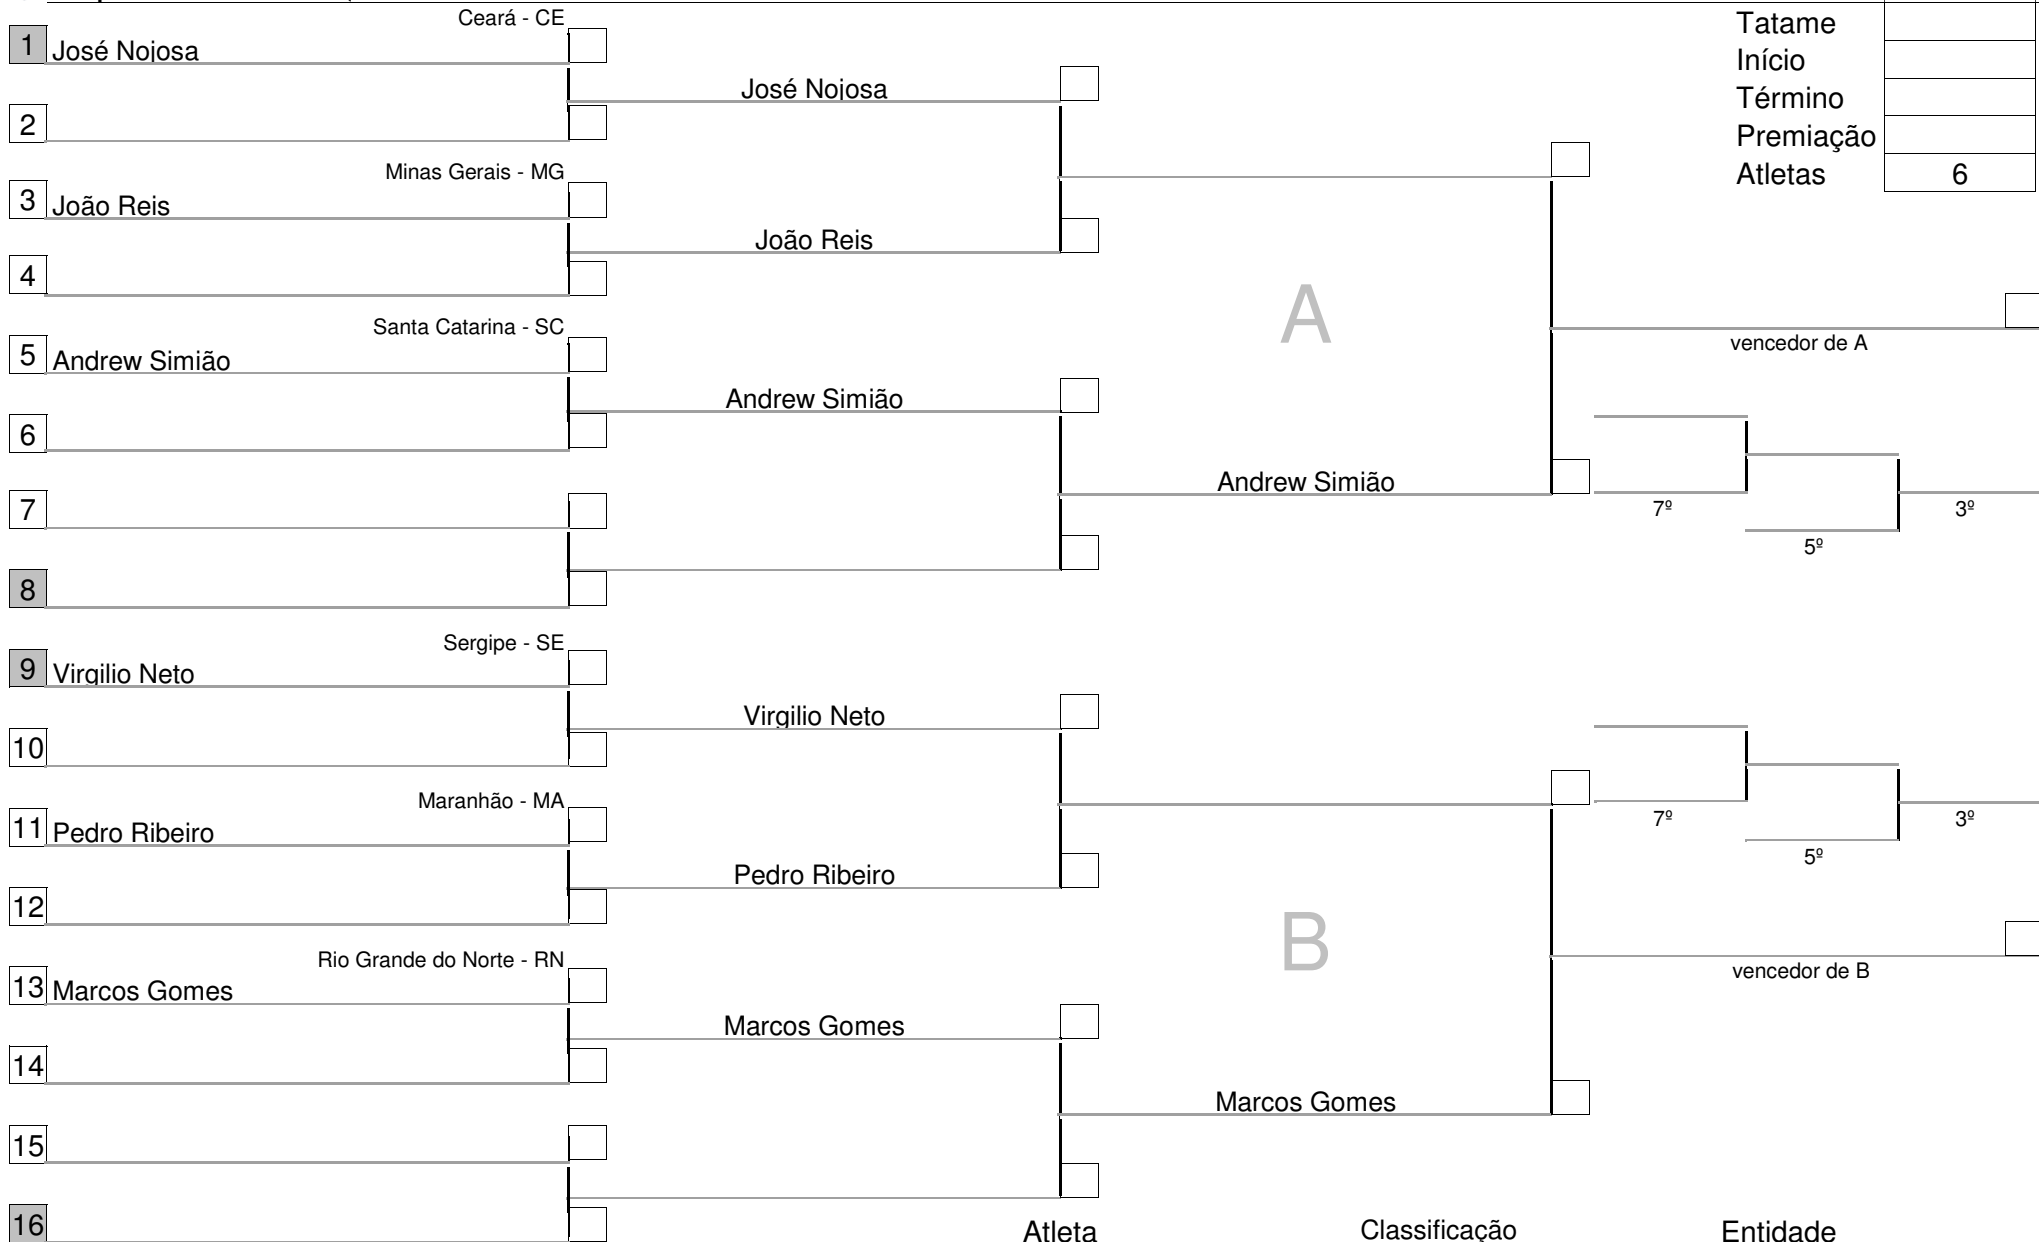 Ceará - CE
Tatame
1 José Nojosa
Início
José Nojosa
Término
2
Premiação
Minas Gerais - MG
Atletas 6
3 João Reis
João Reis
4
A
Santa Catarina - SC
vencedor de A
5 Andrew Simião
Andrew Simião
6
Andrew Simião
7
7º 3º
5º
8
Sergipe - SE
9 Virgilio Neto
Virgilio Neto
10
Maranhão - MA
7º 3º
11 Pedro Ribeiro
5º
Pedro Ribeiro
12
B
Rio Grande do Norte - RN
vencedor de B
13 Marcos Gomes
Marcos Gomes
14
Marcos Gomes
15
16
Atleta Classificação Entidade